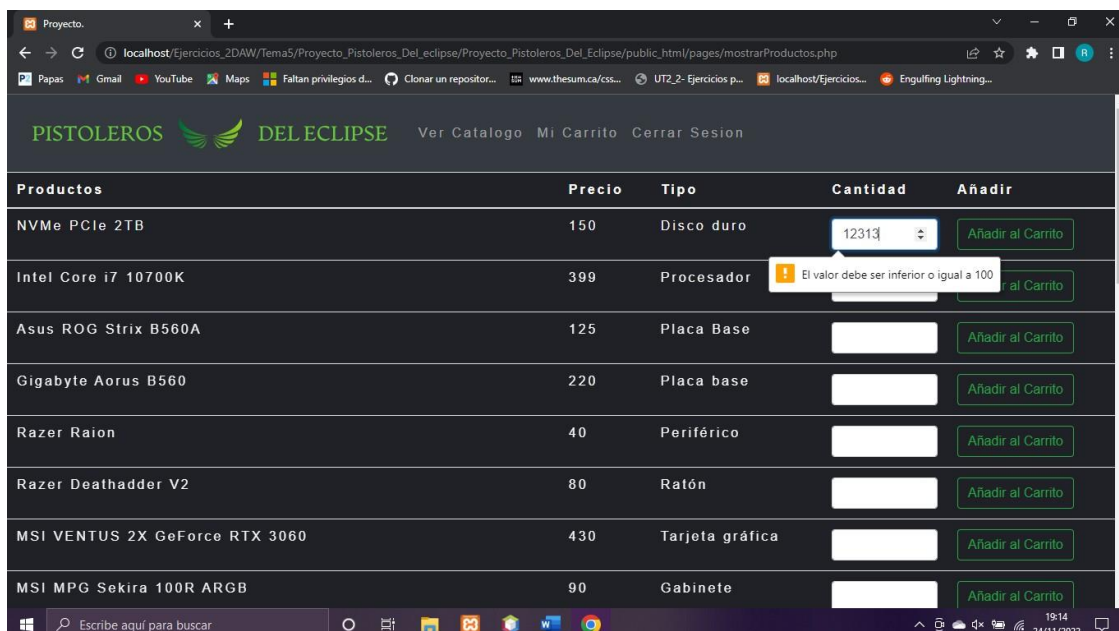 Proyecto.
localhost/Ejercicios_2DAW/Tema5/Proyecto_Pistoleros_Del_eclipse/Proyecto_Pistoleros_Del_Eclipse/public_html/pages/mostrarProductos.php
R
Papas Gmail YouTube Maps Faltan privilegios d... Clonar un repositor... www.thesum.ca/css... UT2_2- Ejercicios p... localhost/Ejercicios... Engulfing Lightning...
PISTOLEROS DEL ECLIPSE Ver Catalogo Mi Carrito Cerrar Sesion
Productos Precio Tipo Cantidad Añadir
NVMe PCIe 2TB 150 Disco duro 12313 Añadir al Carrito
El valor debe ser inferior o igual a 100
Intel Core i7 10700K 399 Procesador al Carrito
Asus ROG Strix B560A 125 Placa Base Añadir al Carrito
Gigabyte Aorus B560 220 Placa base Añadir al Carrito
Razer Raion 40 Periférico Añadir al Carrito
Razer Deathadder V2 80 Ratón Añadir al Carrito
MSI VENTUS 2X GeForce RTX 3060 430 Tarjeta gráfica Añadir al Carrito
MSI MPG Sekira 100R ARGB 90 Gabinete Añadir al Carrito
Escribe aquí para buscar
19:14
24/11/2022